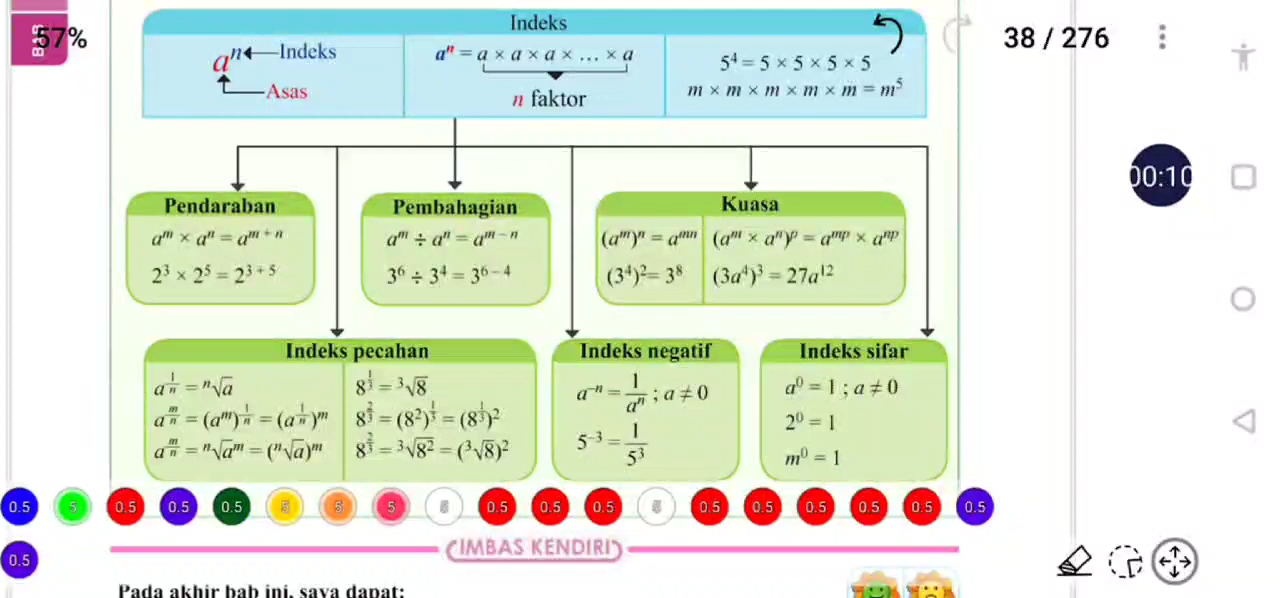 BAB
57%
38 / 276
00:10
Indeks
aⁿ
Indeks
Asas
aⁿ = a × a × a × … × a
n faktor
5⁴ = 5 × 5 × 5 × 5
m × m × m × m × m = m⁵
Pendaraban
aᵐ × aⁿ = aᵐ ⁺ ⁿ
2³ × 2⁵ = 2³ ⁺ ⁵
Pembahagian
aᵐ ÷ aⁿ = aᵐ ⁻ ⁿ
3⁶ ÷ 3⁴ = 3⁶ ⁻ ⁴
Kuasa
(aᵐ)ⁿ = aᵐⁿ
(3⁴)² = 3⁸
(aᵐ × aⁿ)ᵖ = aᵐᵖ × aⁿᵖ
(3a⁴)³ = 27a¹²
Indeks pecahan
a^(1/n) = ⁿ√a
a^(m/n) = (aᵐ)^(1/n) = (a^(1/n))ᵐ
a^(m/n) = ⁿ√aᵐ = (ⁿ√a)ᵐ
8^(1/3) = ³√8
8^(2/3) = (8²)^(1/3) = (8^(1/3))²
8^(2/3) = ³√8² = (³√8)²
Indeks negatif
a⁻ⁿ = 1/aⁿ ; a ≠ 0
5⁻³ = 1/5³
Indeks sifar
a⁰ = 1 ; a ≠ 0
2⁰ = 1
m⁰ = 1
0.5 5 0.5 0.5 0.5 5 5 5 5 0.5 0.5 0.5 5 0.5 0.5 0.5 0.5 0.5 0.5
0.5
IMBAS KENDIRI
Pada akhir bab ini, saya dapat: